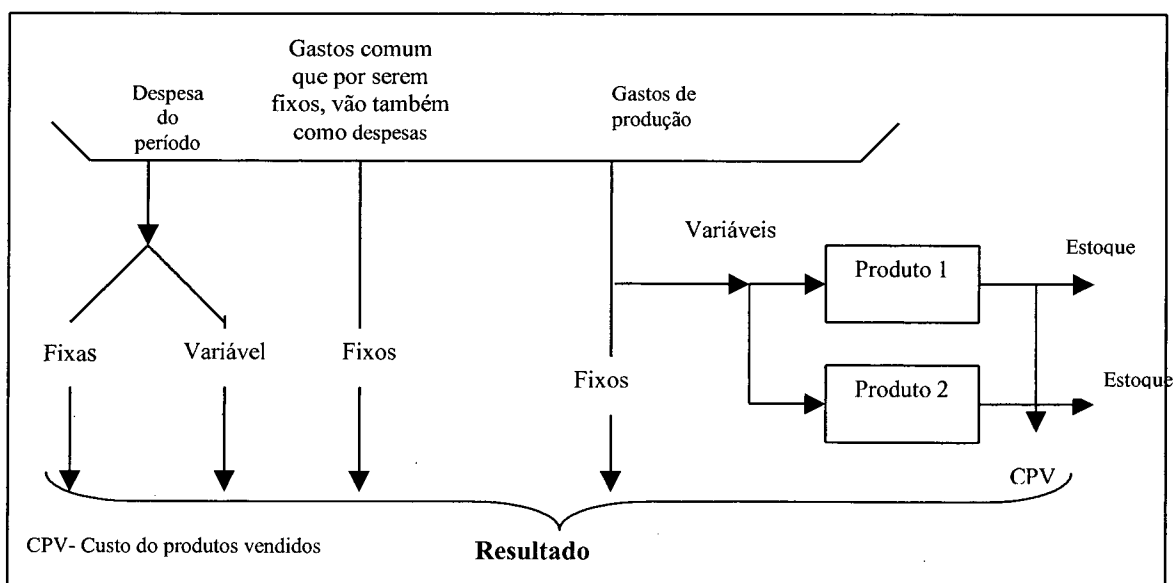 Gastos comum
que por serem
fixos, vão também
como despesas
Despesa
do
período
Gastos de
produção
Variáveis
Produto 1
Estoque
Fixas
Variável
Fixos
Fixos
Produto 2
Estoque
CPV
CPV- Custo do produtos vendidos
Resultado